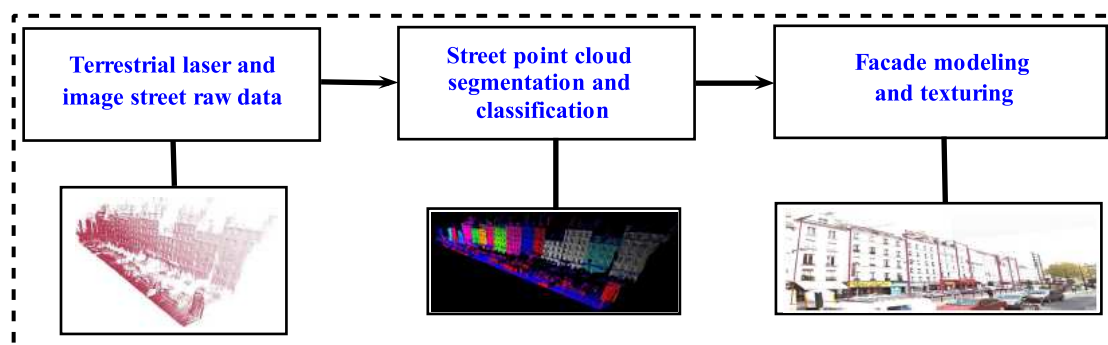 Terrestrial laser and
image street raw data
Street point cloud
segmentation and
classification
Facade modeling
and texturing